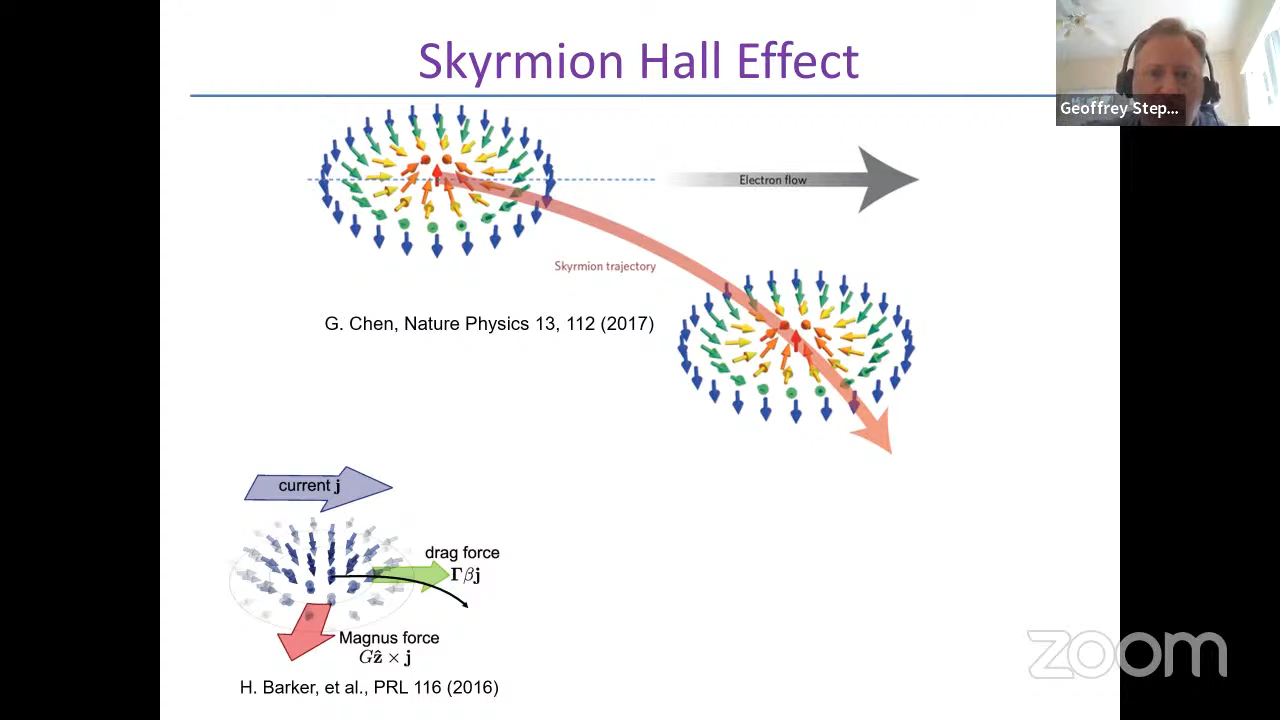 Skyrmion Hall Effect
Geoffrey Step...
Electron flow
Skyrmion trajectory
G. Chen, Nature Physics 13, 112 (2017)
current j
drag force
Γβj
Magnus force
Gẑ × j
H. Barker, et al., PRL 116 (2016)
zoom